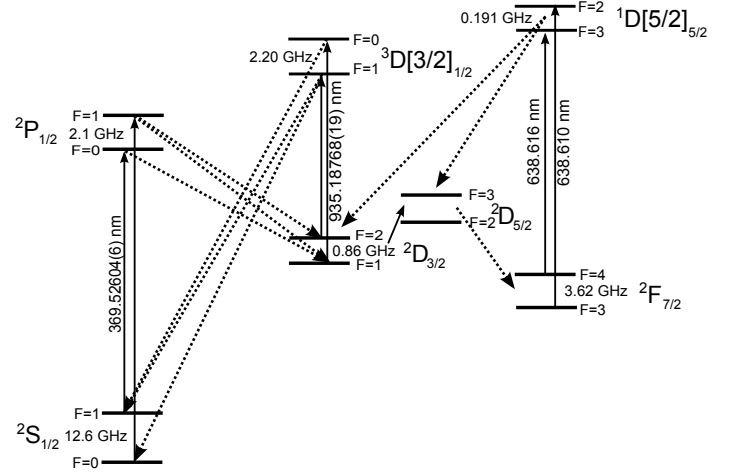 F=2
0.191 GHz
¹D[5/2]₅/₂
F=3
F=0
2.20 GHz
³D[3/2]₁/₂
F=1
F=1
²P₁/₂
2.1 GHz
F=0
369.52604(6) nm
935.18768(19) nm
638.616 nm
638.610 nm
F=3
²D₅/₂
F=2
F=2
0.86 GHz
²D₃/₂
F=1
F=4
3.62 GHz
²F₇/₂
F=3
F=1
²S₁/₂
12.6 GHz
F=0